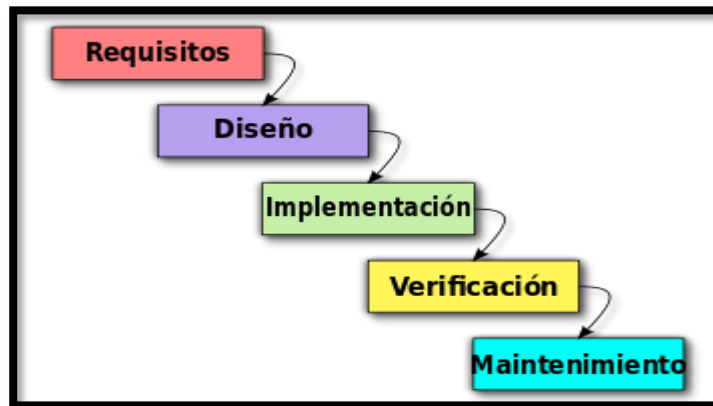 Requisitos
Diseño
Implementación
Verificación
Maintenimiento